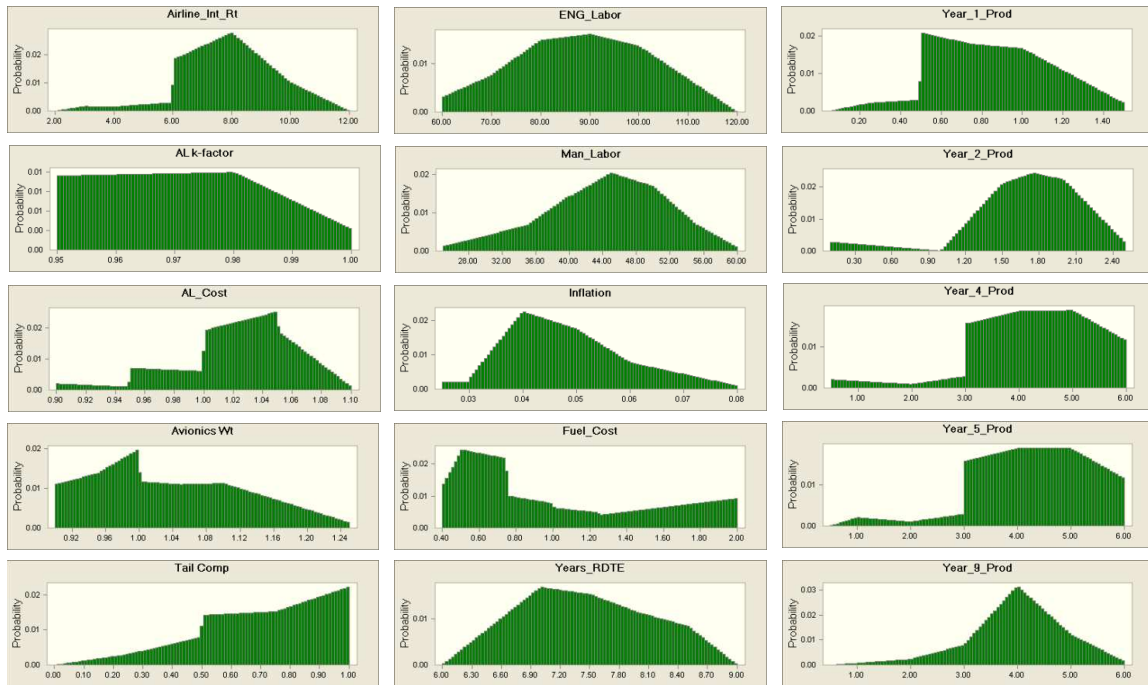 Airline_Int_Rt
Probability
0.02
0.01
0.00
2.00 4.00 6.00 8.00 10.00 12.00
ENG_Labor
Probability
0.01
0.00
60.00 70.00 80.00 90.00 100.00 110.00 120.00
Year_1_Prod
Probability
0.02
0.01
0.00
0.20 0.40 0.60 0.80 1.00 1.20 1.40
AL k-factor
Probability
0.01
0.01
0.01
0.00
0.00
0.95 0.96 0.97 0.98 0.99 1.00
Man_Labor
Probability
0.02
0.01
0.00
28.00 32.00 36.00 40.00 44.00 48.00 52.00 56.00 60.00
Year_2_Prod
Probability
0.02
0.01
0.00
0.30 0.60 0.90 1.20 1.50 1.80 2.10 2.40
AL_Cost
Probability
0.02
0.01
0.00
0.90 0.92 0.94 0.96 0.98 1.00 1.02 1.04 1.06 1.08 1.10
Inflation
Probability
0.02
0.01
0.00
0.03 0.04 0.05 0.06 0.07 0.08
Year_4_Prod
Probability
0.01
0.00
1.00 2.00 3.00 4.00 5.00 6.00
Avionics Wt
Probability
0.02
0.01
0.00
0.92 0.96 1.00 1.04 1.08 1.12 1.16 1.20 1.24
Fuel_Cost
Probability
0.02
0.01
0.00
0.40 0.60 0.80 1.00 1.20 1.40 1.60 1.80 2.00
Year_5_Prod
Probability
0.01
0.00
1.00 2.00 3.00 4.00 5.00 6.00
Tail Comp
Probability
0.02
0.01
0.00
0.00 0.10 0.20 0.30 0.40 0.50 0.60 0.70 0.80 0.90 1.00
Years_RDTE
Probability
0.01
0.00
6.00 6.30 6.60 6.90 7.20 7.50 7.80 8.10 8.40 8.70 9.00
Year_9_Prod
Probability
0.03
0.02
0.01
0.00
1.00 2.00 3.00 4.00 5.00 6.00